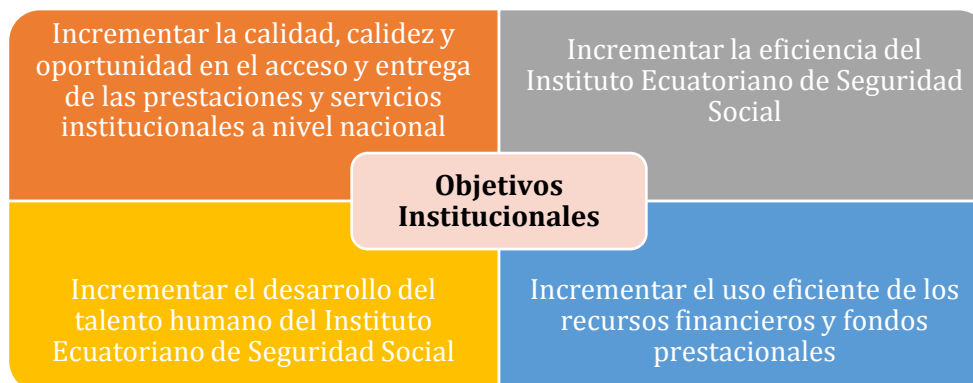 Incrementar la calidad, calidez y
oportunidad en el acceso y entrega
de las prestaciones y servicios
institucionales a nivel nacional
Incrementar la eficiencia del
Instituto Ecuatoriano de Seguridad
Social
Objetivos
Institucionales
Incrementar el desarrollo del
talento humano del Instituto
Ecuatoriano de Seguridad Social
Incrementar el uso eficiente de los
recursos financieros y fondos
prestacionales